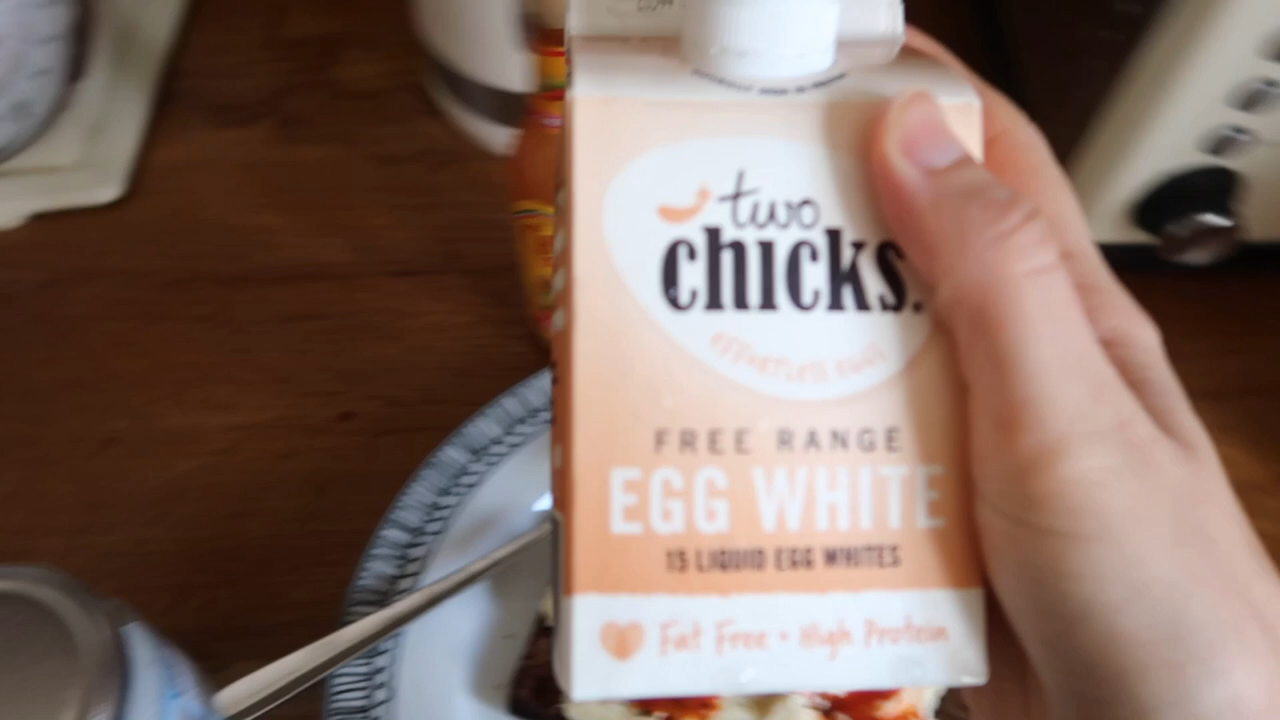 two
chicks.
FREE RANGE
EGG WHITE
15 LIQUID EGG WHITES
Fat Free • High Protein